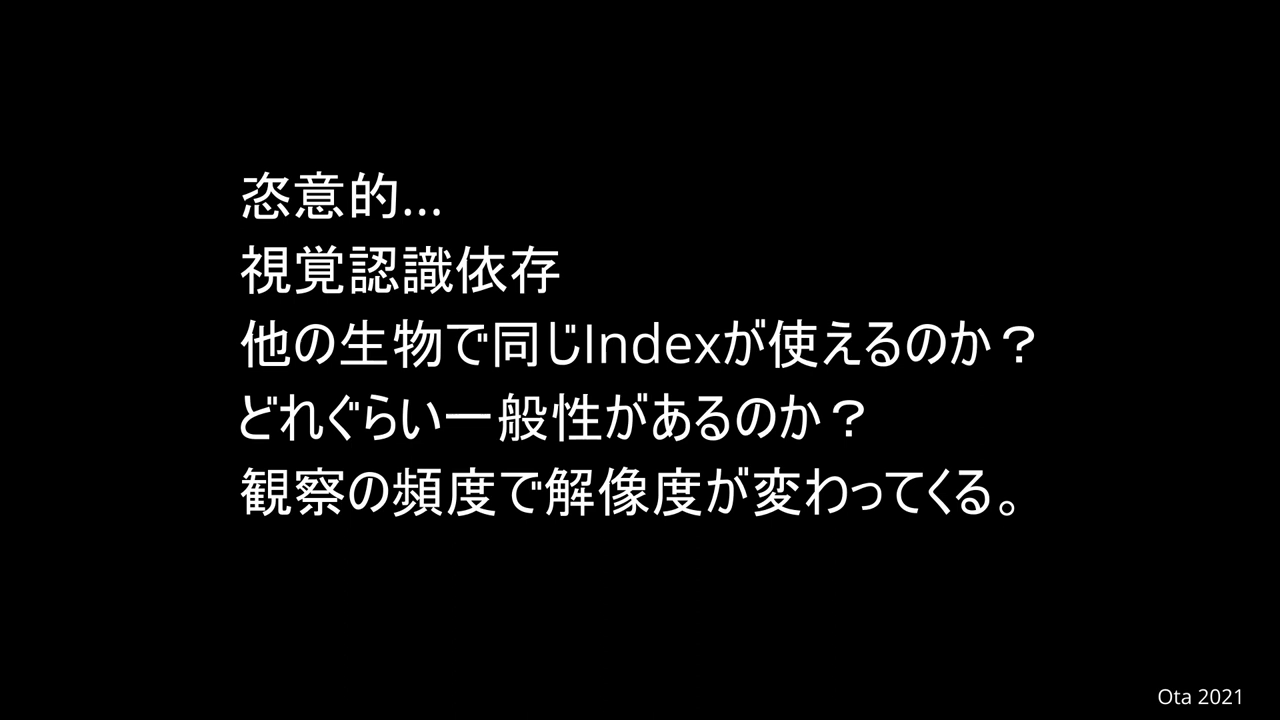 恣意的...
視覚認識依存
他の生物で同じIndexが使えるのか？
どれぐらい一般性があるのか？
観察の頻度で解像度が変わってくる。
Ota 2021